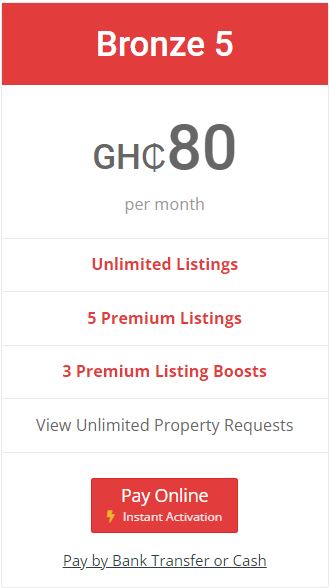 Bronze 5
GH₵80
per month
Unlimited Listings
5 Premium Listings
3 Premium Listing Boosts
View Unlimited Property Requests
Pay Online
Instant Activation
Pay by Bank Transfer or Cash